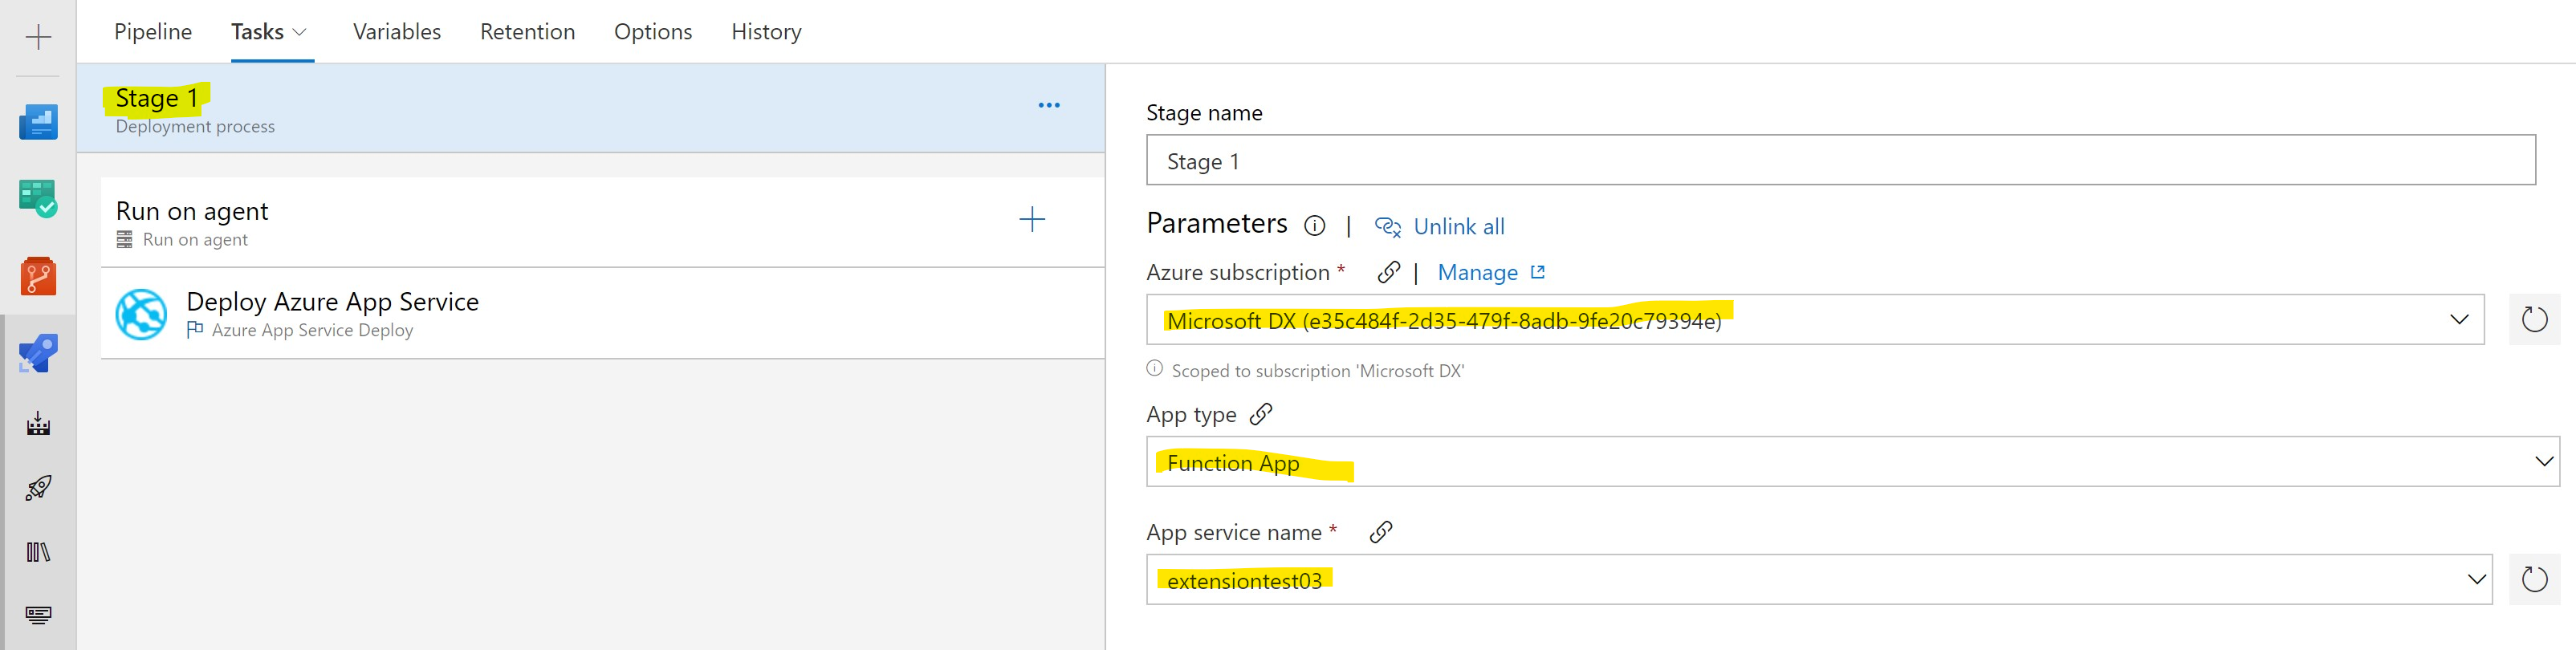 Pipeline Tasks Variables Retention Options History
Stage 1
Deployment process
Run on agent
Run on agent
Deploy Azure App Service
Azure App Service Deploy
Stage name
Stage 1
Parameters | Unlink all
Azure subscription * | Manage
Microsoft DX (e35c484f-2d35-479f-8adb-9fe20c79394e)
Scoped to subscription 'Microsoft DX'
App type
Function App
App service name *
extensiontest03